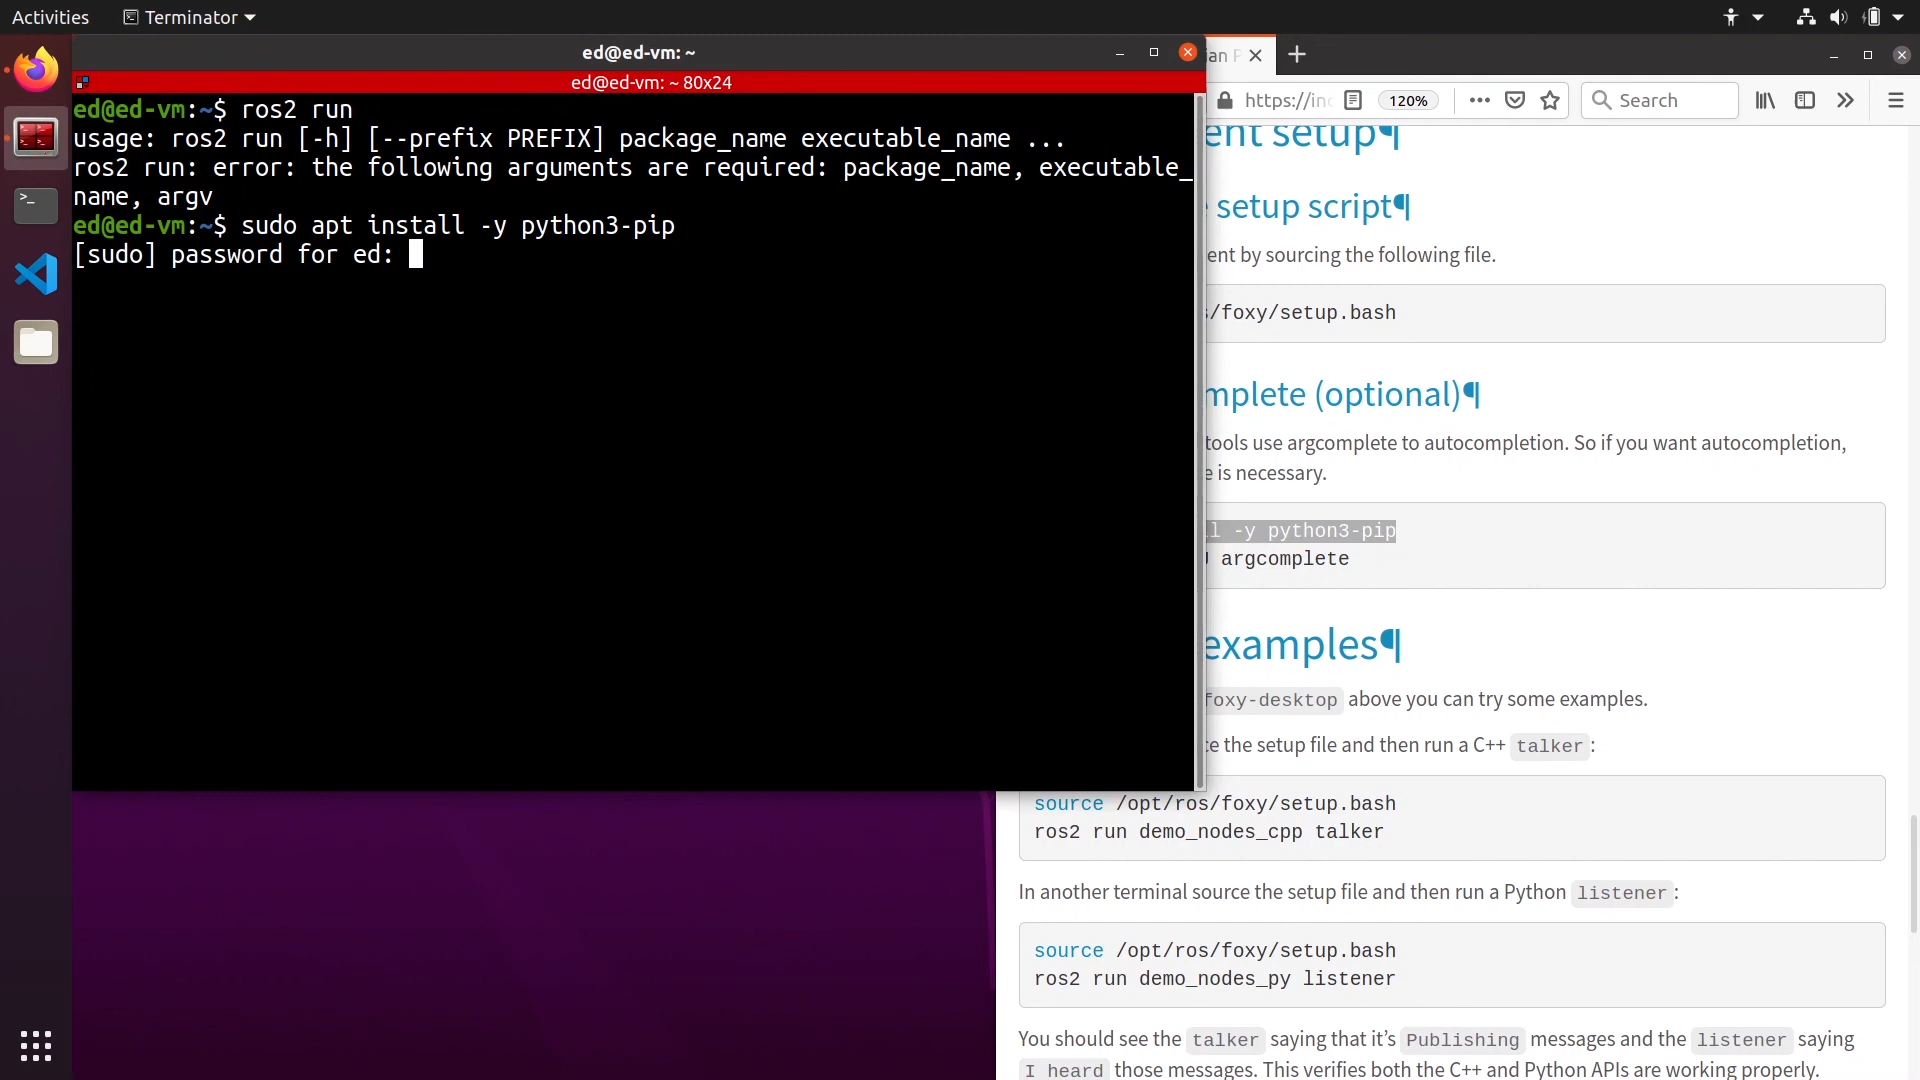 Activities
Terminator
ed@ed-vm: ~
ed@ed-vm: ~ 80x24
ed@ed-vm:~$ ros2 run
usage: ros2 run [-h] [--prefix PREFIX] package_name executable_name ...
ros2 run: error: the following arguments are required: package_name, executable_
name, argv
ed@ed-vm:~$ sudo apt install -y python3-pip
[sudo] password for ed:
ian P
https://in
120%
Search
ent setup¶
setup script¶
ent by sourcing the following file.
/foxy/setup.bash
mplete (optional)¶
tools use argcomplete to autocompletion. So if you want autocompletion,
e is necessary.
l -y python3-pip
argcomplete
examples¶
foxy-desktop above you can try some examples.
ce the setup file and then run a C++ talker:
source /opt/ros/foxy/setup.bash
ros2 run demo_nodes_cpp talker
In another terminal source the setup file and then run a Python listener:
source /opt/ros/foxy/setup.bash
ros2 run demo_nodes_py listener
You should see the talker saying that it’s Publishing messages and the listener saying
I heard those messages. This verifies both the C++ and Python APIs are working properly.